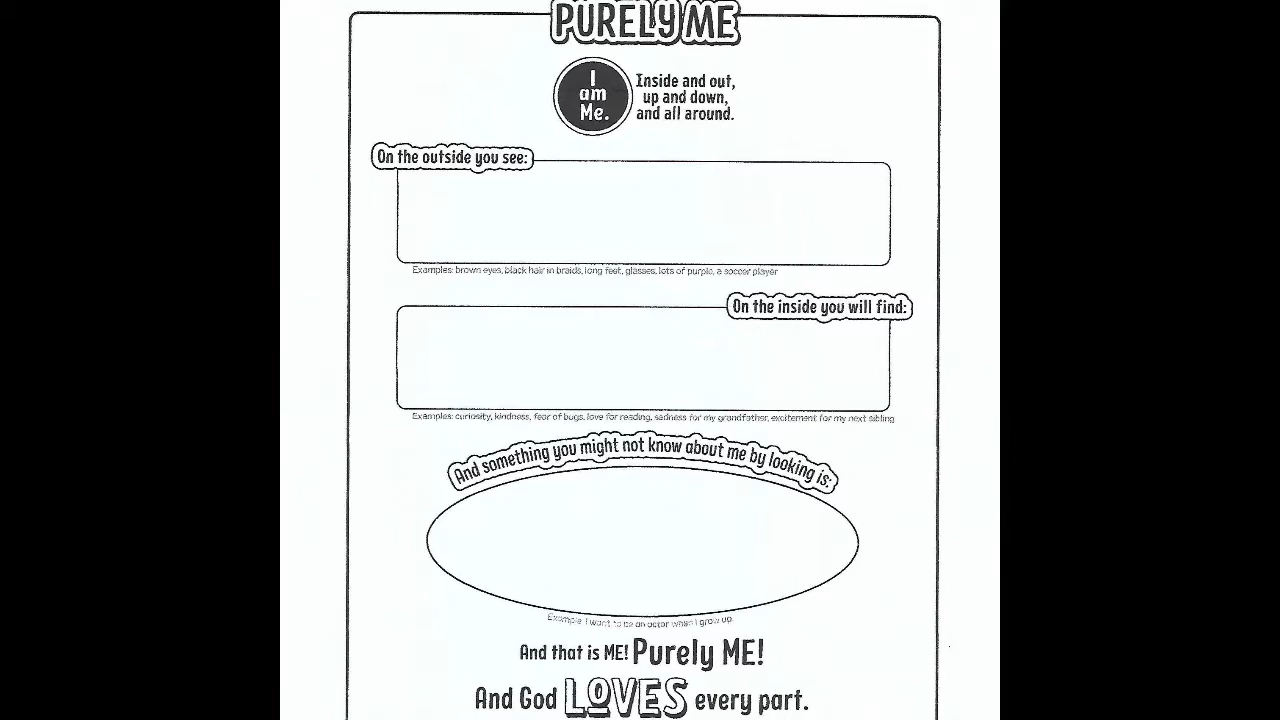 PURELY ME
I
am
Me.
Inside and out,
up and down,
and all around.
On the outside you see:
Examples: brown eyes, black hair in braids, long feet, glasses, lots of purple, a soccer player
On the inside you will find:
Examples: curiosity, kindness, fear of bugs, love for reading, sadness for my grandfather, excitement for my next sibling
And something you might not know about me by looking is:
Example: I want to be an actor when I grow up
And that is ME! Purely ME!
And God LOVES every part.